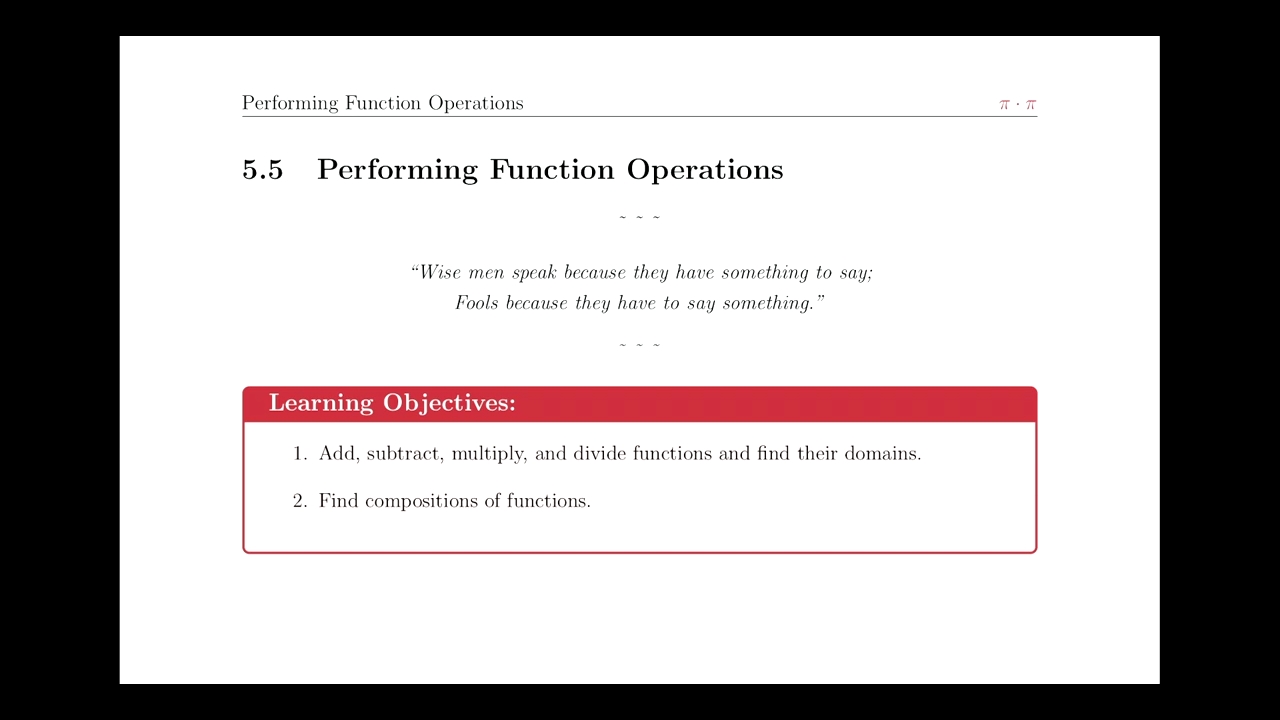 Performing Function Operations π · π
5.5 Performing Function Operations
~ ~ ~
“Wise men speak because they have something to say;
Fools because they have to say something.”
~ ~ ~
Learning Objectives:
1. Add, subtract, multiply, and divide functions and find their domains.
2. Find compositions of functions.